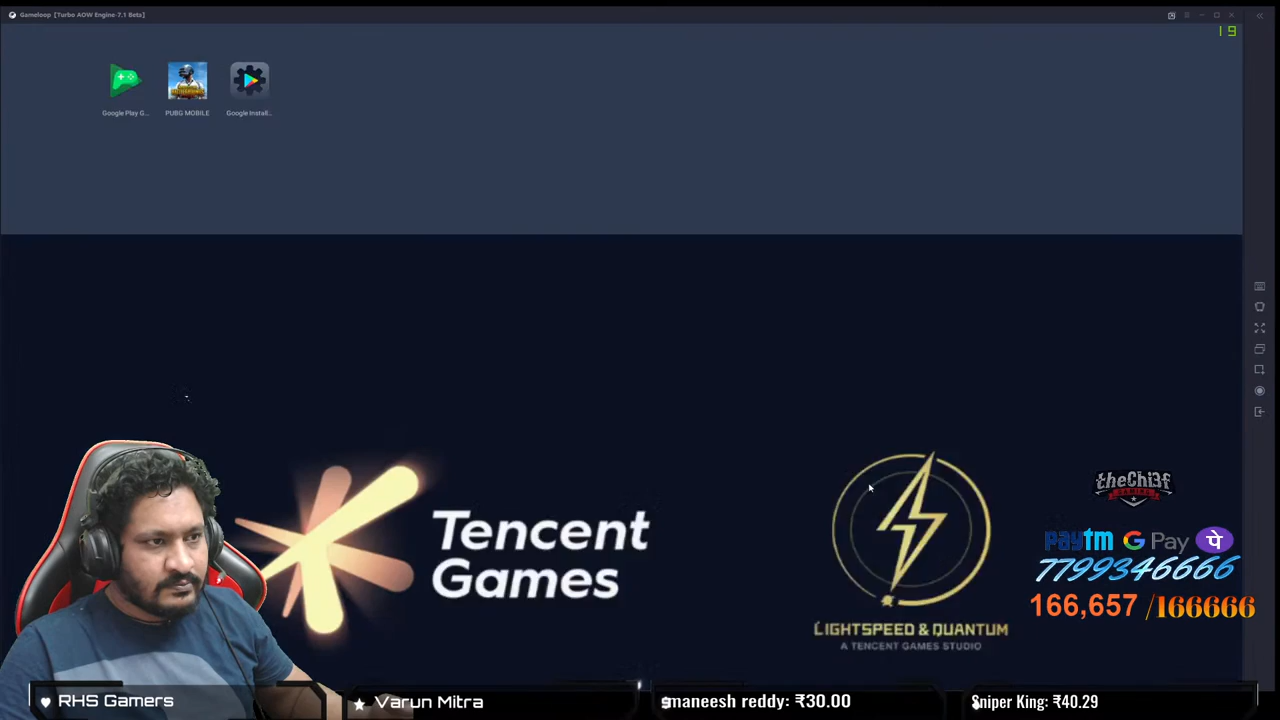 Gameloop [Turbo AOW Engine-7.1 Beta]
19
Google Play G...
PUBG MOBILE
Google Install..
Tencent
Games
LIGHTSPEED & QUANTUM
A TENCENT GAMES STUDIO
theChi3f
GAMING
paytm G Pay पे
7799346666
166,657 /166666
RHS Gamers
Varun Mitra
maneesh reddy: ₹30.00
Sniper King: ₹40.29